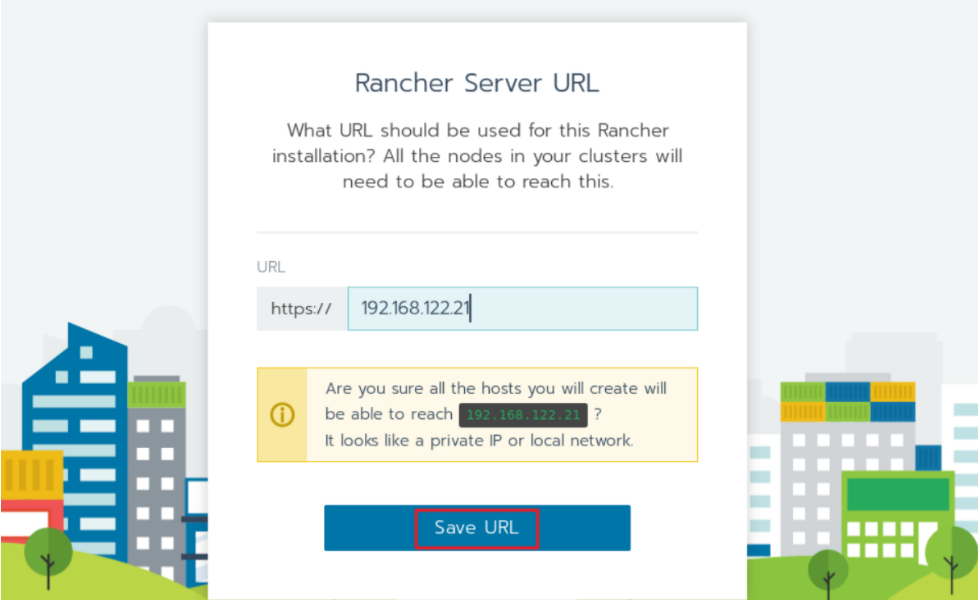 Rancher Server URL
What URL should be used for this Rancher
installation? All the nodes in your clusters will
need to be able to reach this.
URL
https:// 192.168.122.21
Are you sure all the hosts you will create will
be able to reach 192.168.122.21 ?
It looks like a private IP or local network.
Save URL